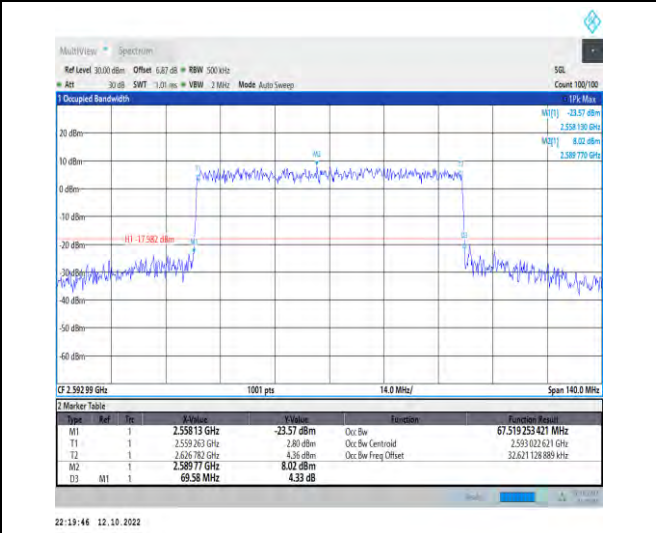 MultiView Spectrum
Ref Level 30.00 dBm Offset 6.87 dB RBW 500 kHz SGL
Att 30 dB SWT 1.01 ms VBW 2 MHz Mode Auto Sweep Count 100/100
1 Occupied Bandwidth 1Pk Max
M1[1] -23.57 dBm
2.558 130 GHz
M2[1] 8.02 dBm
2.589 770 GHz
20 dBm
M2
10 dBm
T1 T2
0 dBm
-10 dBm
H1 -17.982 dBm
M1 D3
-20 dBm
-30 dBm
-40 dBm
-50 dBm
-60 dBm
CF 2.592 99 GHz 1001 pts 14.0 MHz/ Span 140.0 MHz
2 Marker Table
Type Ref Trc X-Value Y-Value Function Function Result
M1 1 2.55813 GHz -23.57 dBm Occ Bw 67.519 253 421 MHz
T1 1 2.559 263 GHz 2.80 dBm Occ Bw Centroid 2.593 022 621 GHz
T2 1 2.626 782 GHz 4.36 dBm Occ Bw Freq Offset 32.621 128 889 kHz
M2 1 2.589 77 GHz 8.02 dBm
D3 M1 1 69.58 MHz 4.33 dB
22:19:46 12.10.2022